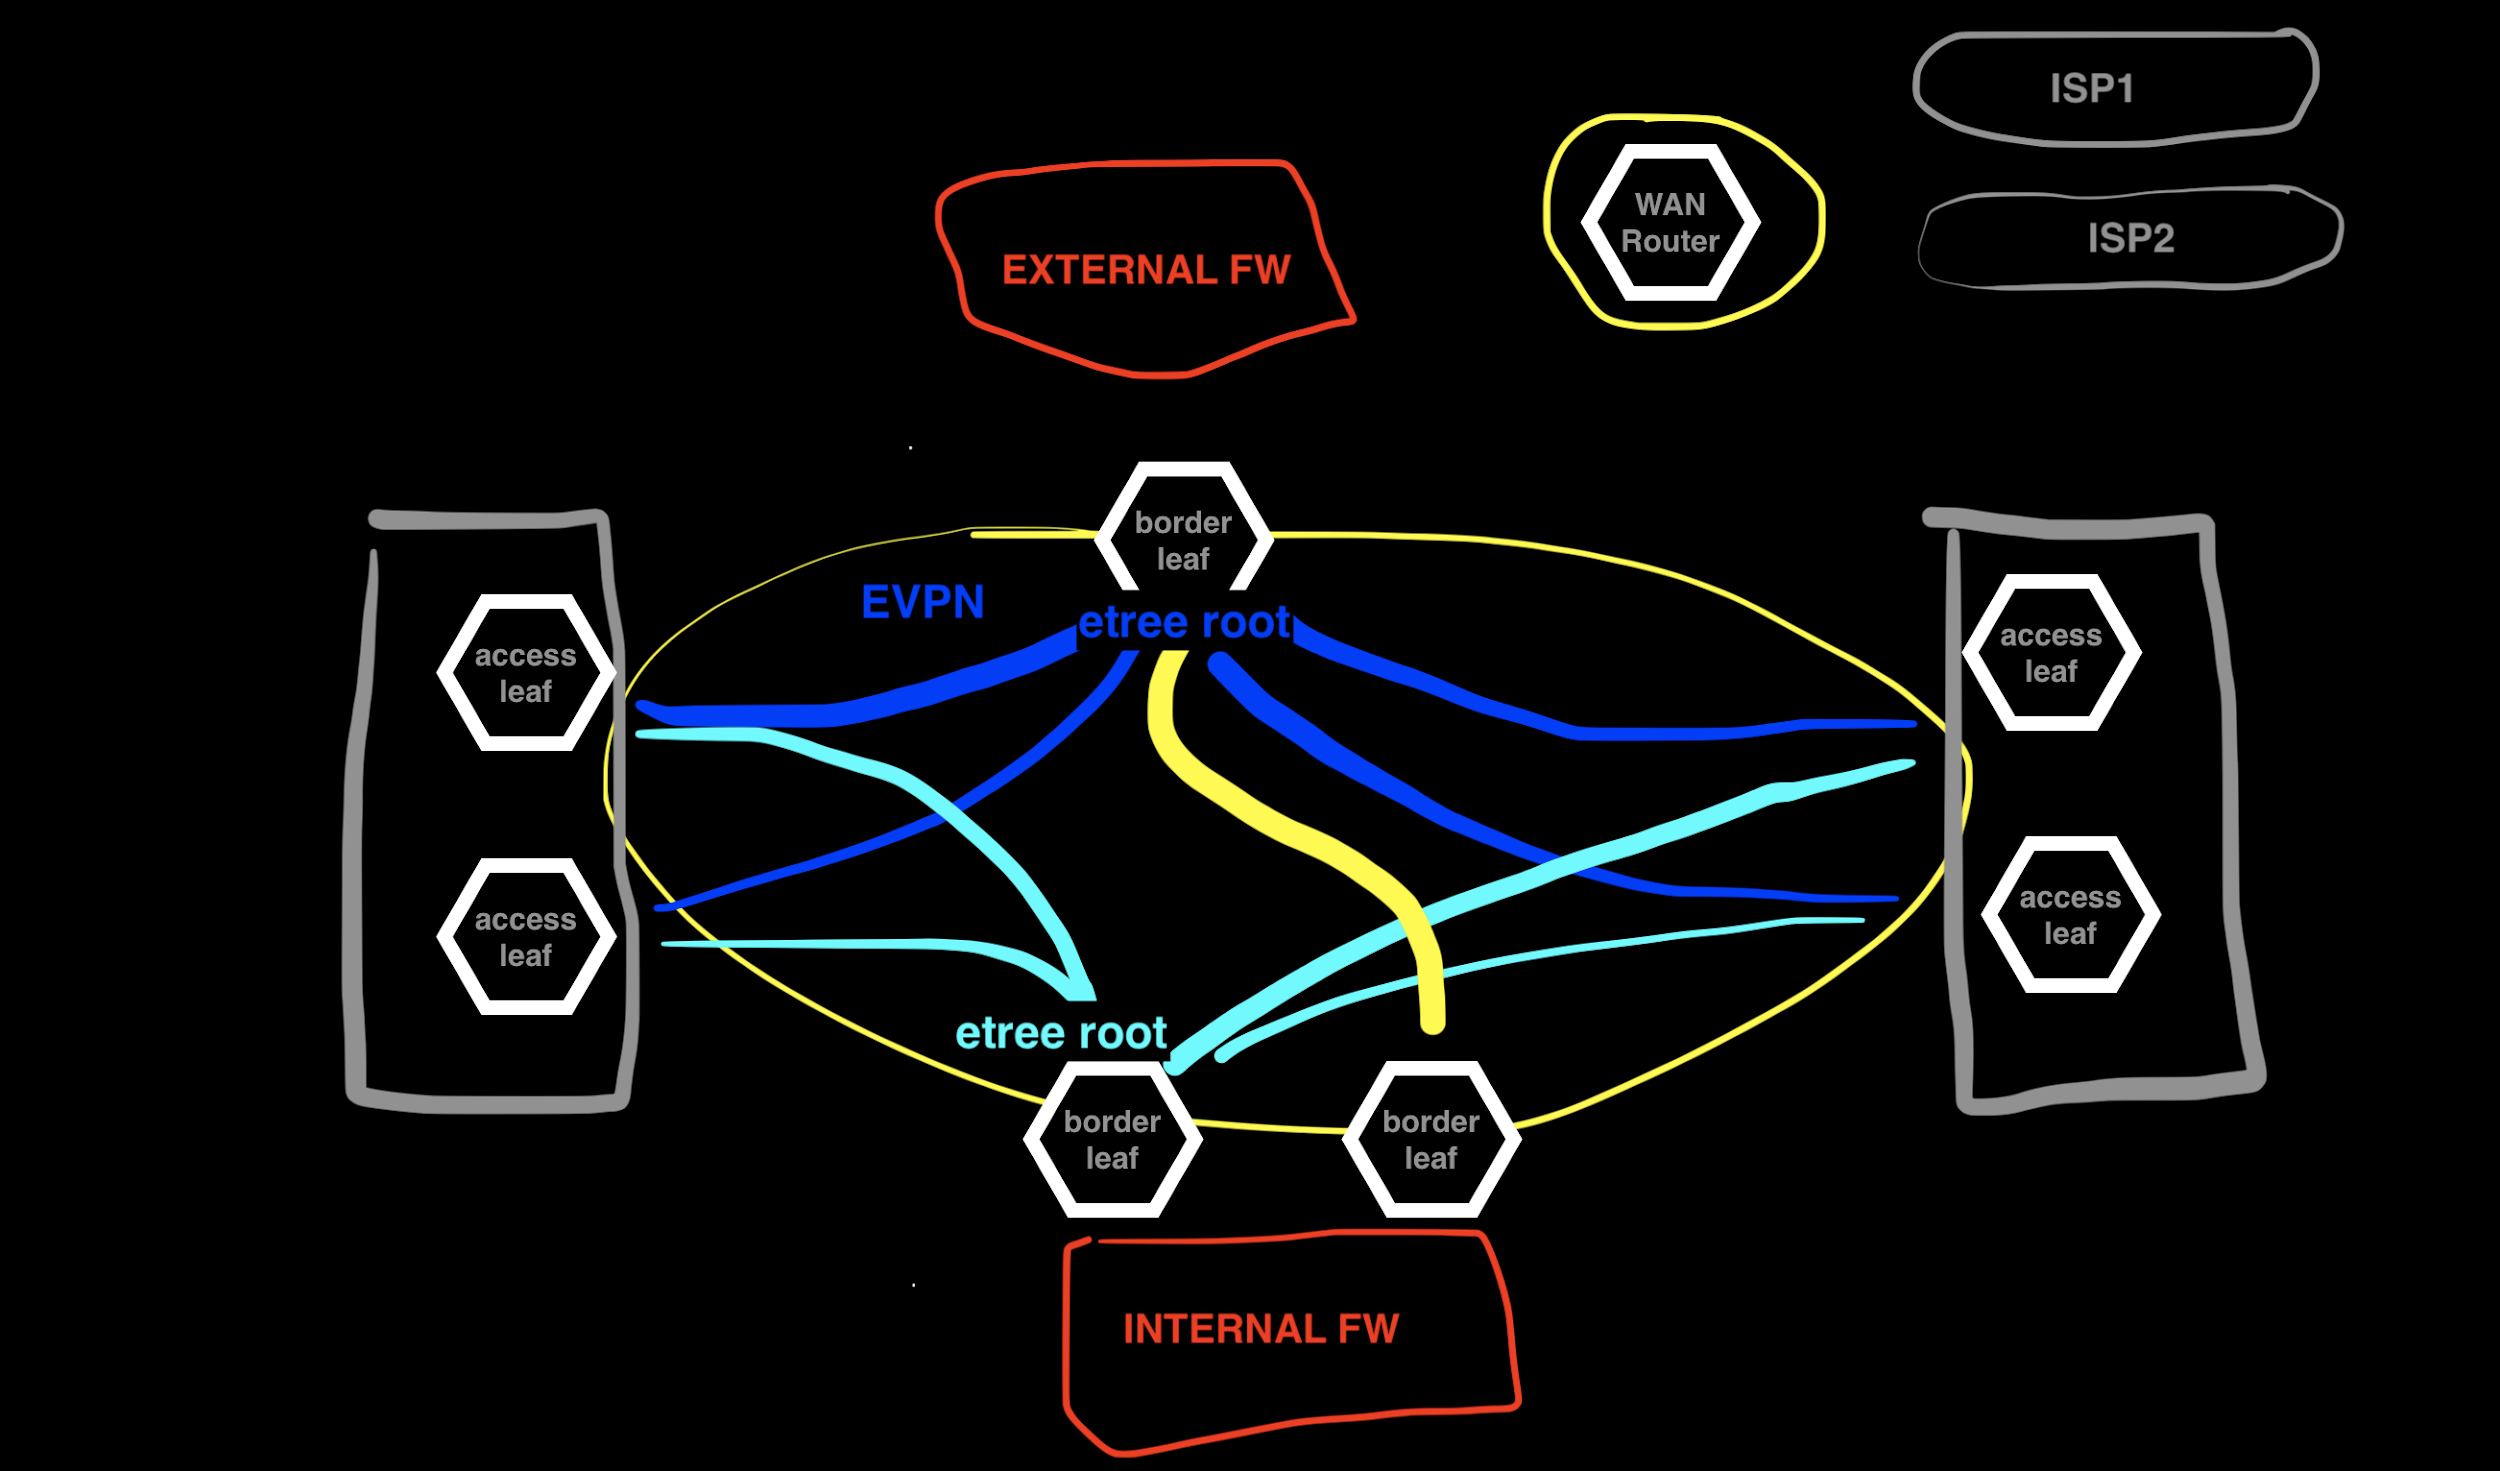 ISP1
WAN
Router
ISP2
EXTERNAL FW
border
leaf
EVPN
etree root
access
leaf
access
leaf
access
leaf
access
leaf
etree root
border
leaf
border
leaf
INTERNAL FW